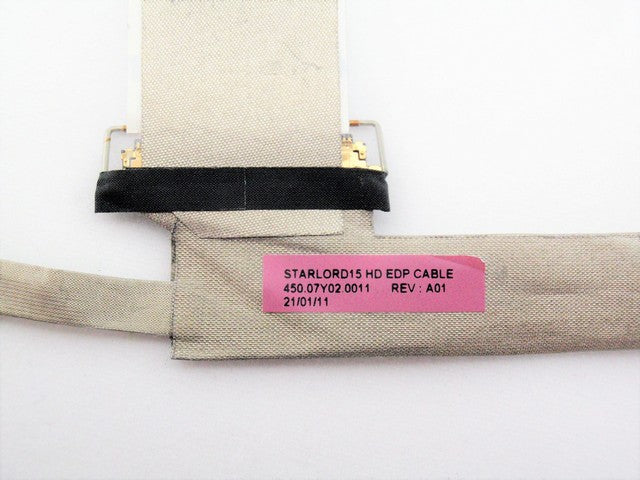 STARLORD15 HD EDP CABLE
450.07Y02.0011 REV : A01
21/01/11